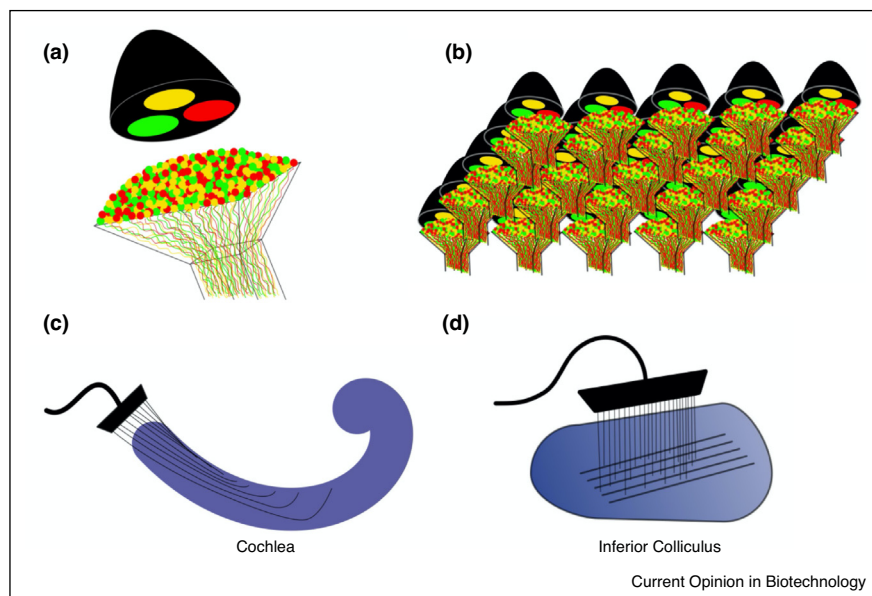 (a)
(b)
(c)
(d)
Cochlea
Inferior Colliculus
Current Opinion in Biotechnology